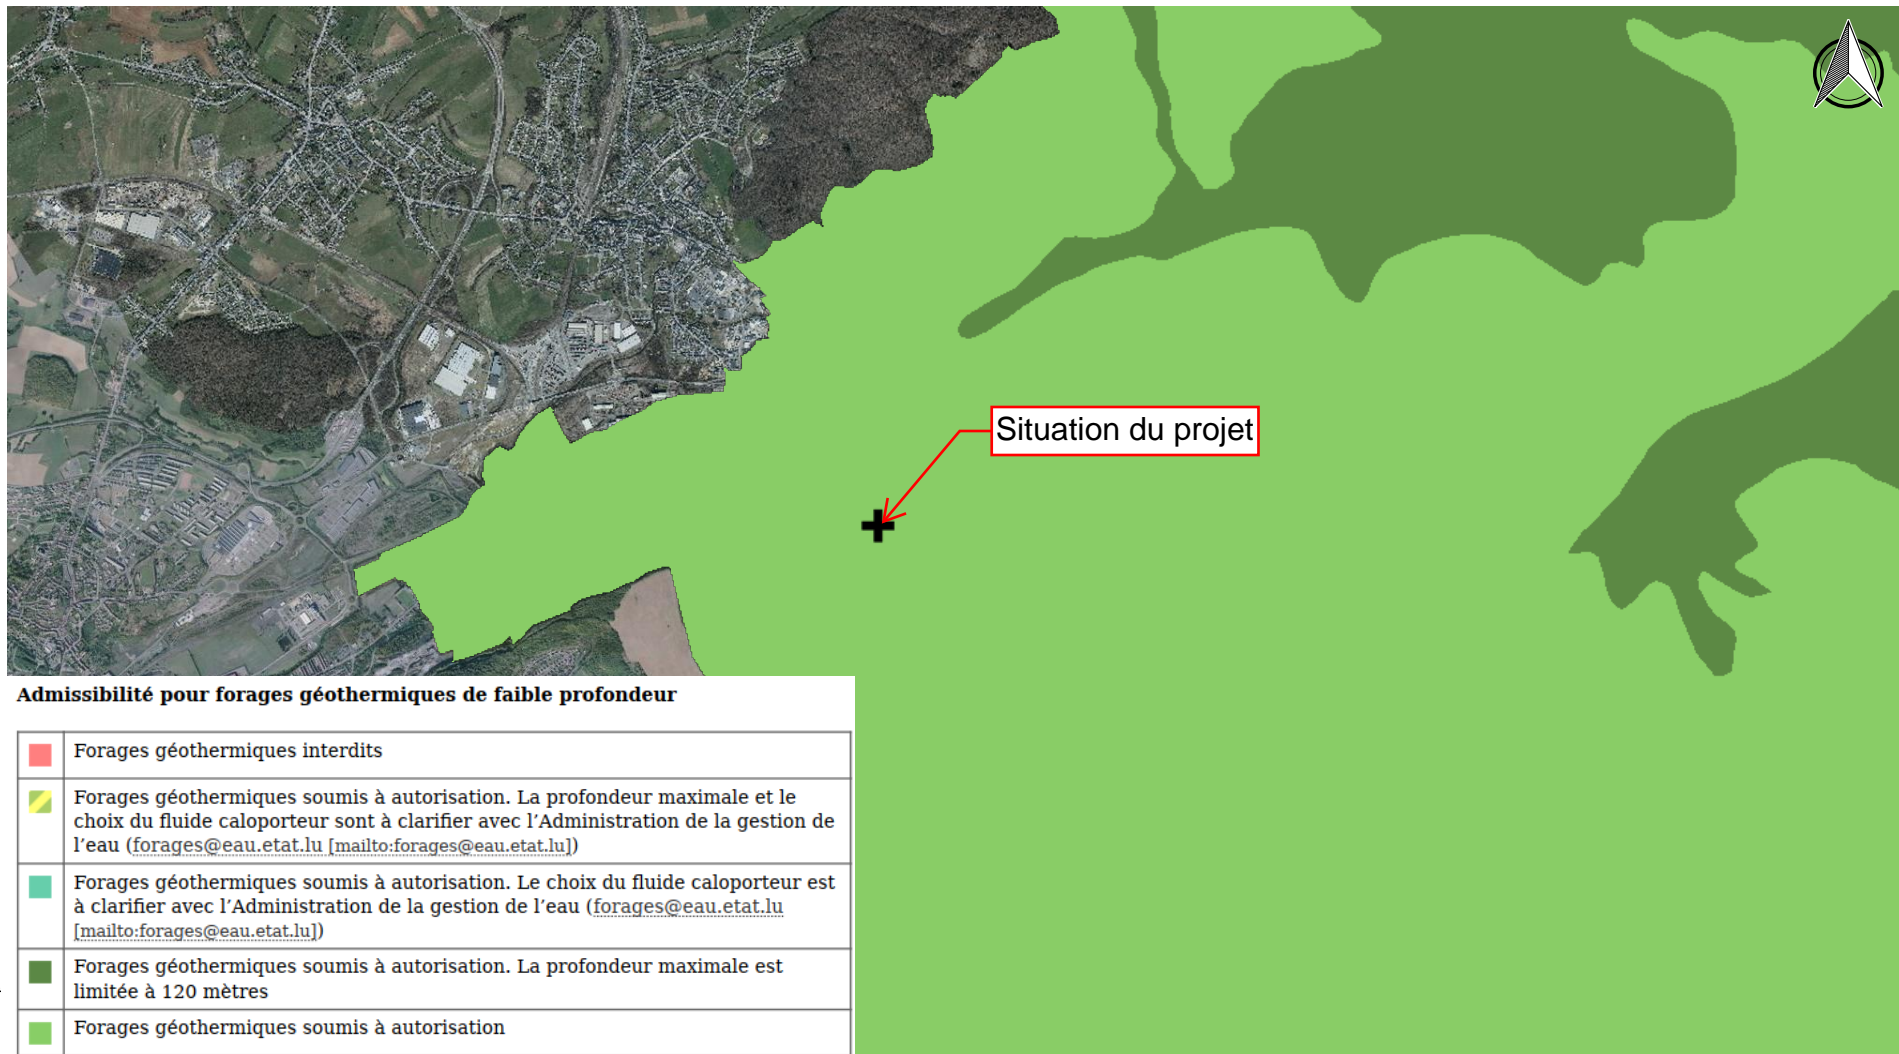 Situation du projet
Admissibilité pour forages géothermiques de faible profondeur
Forages géothermiques interdits
Forages géothermiques soumis à autorisation. La profondeur maximale et le
choix du fluide caloporteur sont à clarifier avec l’Administration de la gestion de
l’eau (forages@eau.etat.lu [mailto:forages@eau.etat.lu])
Forages géothermiques soumis à autorisation. Le choix du fluide caloporteur est
à clarifier avec l’Administration de la gestion de l’eau (forages@eau.etat.lu
[mailto:forages@eau.etat.lu])
Forages géothermiques soumis à autorisation. La profondeur maximale est
limitée à 120 mètres
Forages géothermiques soumis à autorisation